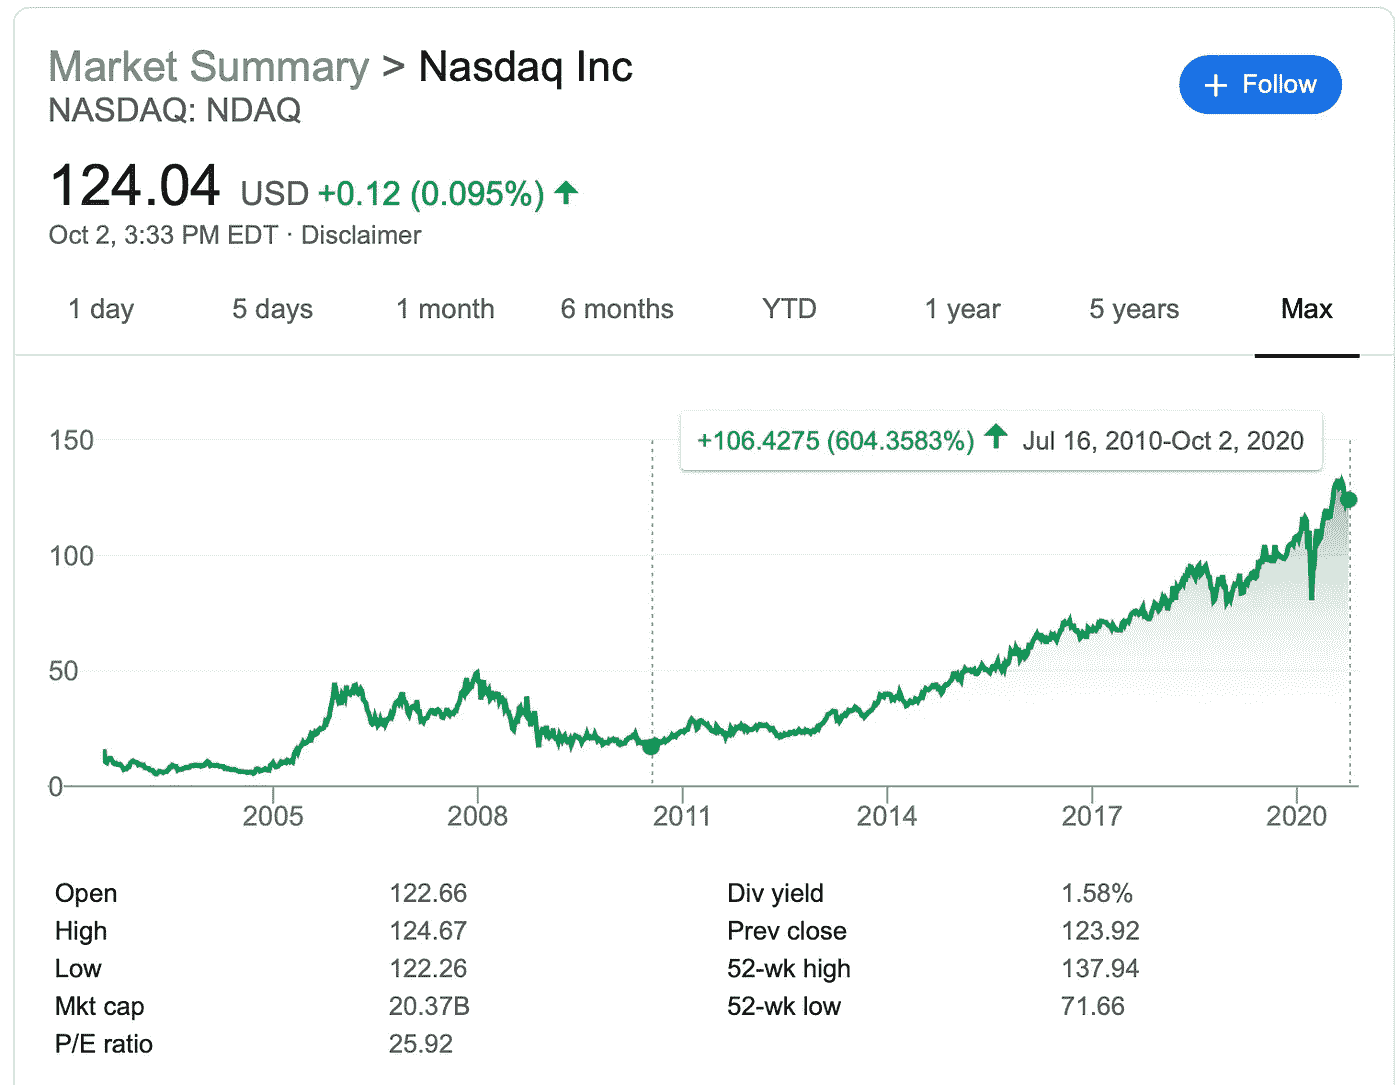 Market Summary > Nasdaq Inc
NASDAQ: NDAQ
+ Follow
124.04 USD +0.12 (0.095%)
Oct 2, 3:33 PM EDT · Disclaimer
1 day 5 days 1 month 6 months YTD 1 year 5 years Max
+106.4275 (604.3583%) Jul 16, 2010-Oct 2, 2020
150
100
50
0
2005 2008 2011 2014 2017 2020
Open 122.66
High 124.67
Low 122.26
Mkt cap 20.37B
P/E ratio 25.92
Div yield 1.58%
Prev close 123.92
52-wk high 137.94
52-wk low 71.66